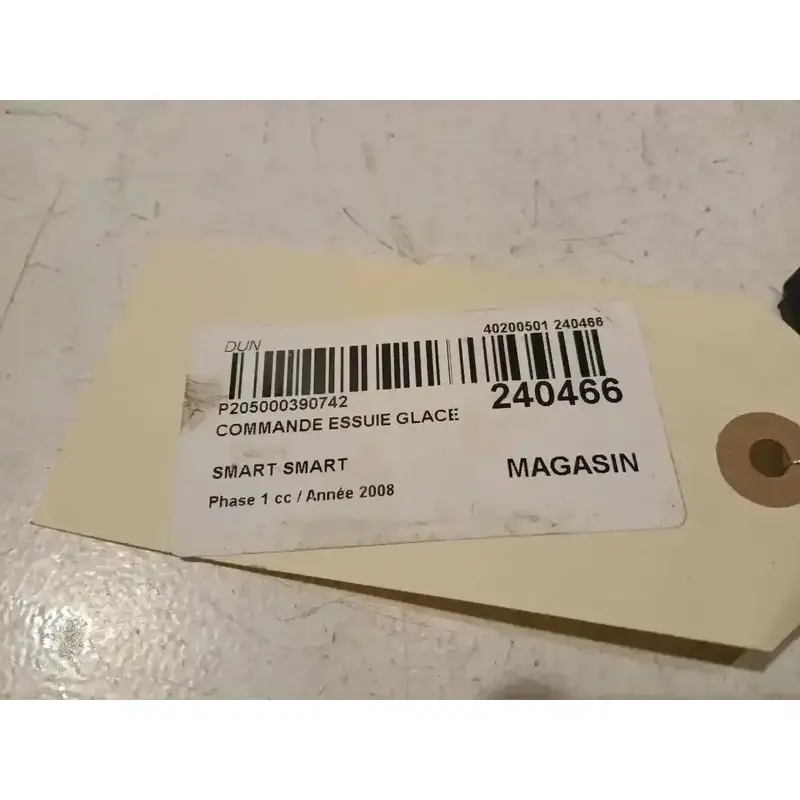 DUN
40200501 240466
P205000390742
240466
COMMANDE ESSUIE GLACE
SMART SMART
MAGASIN
Phase 1 cc / Année 2008